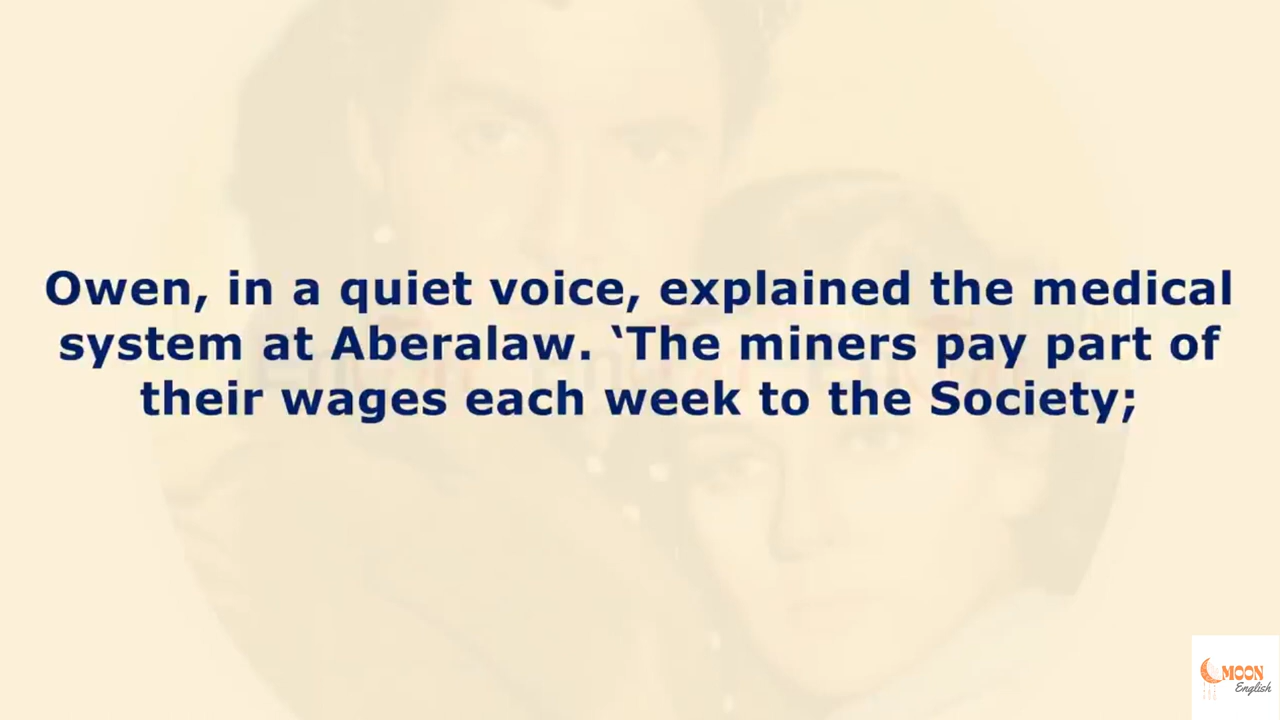 Owen, in a quiet voice, explained the medical
system at Aberalaw. ‘The miners pay part of
their wages each week to the Society;
MOON
English